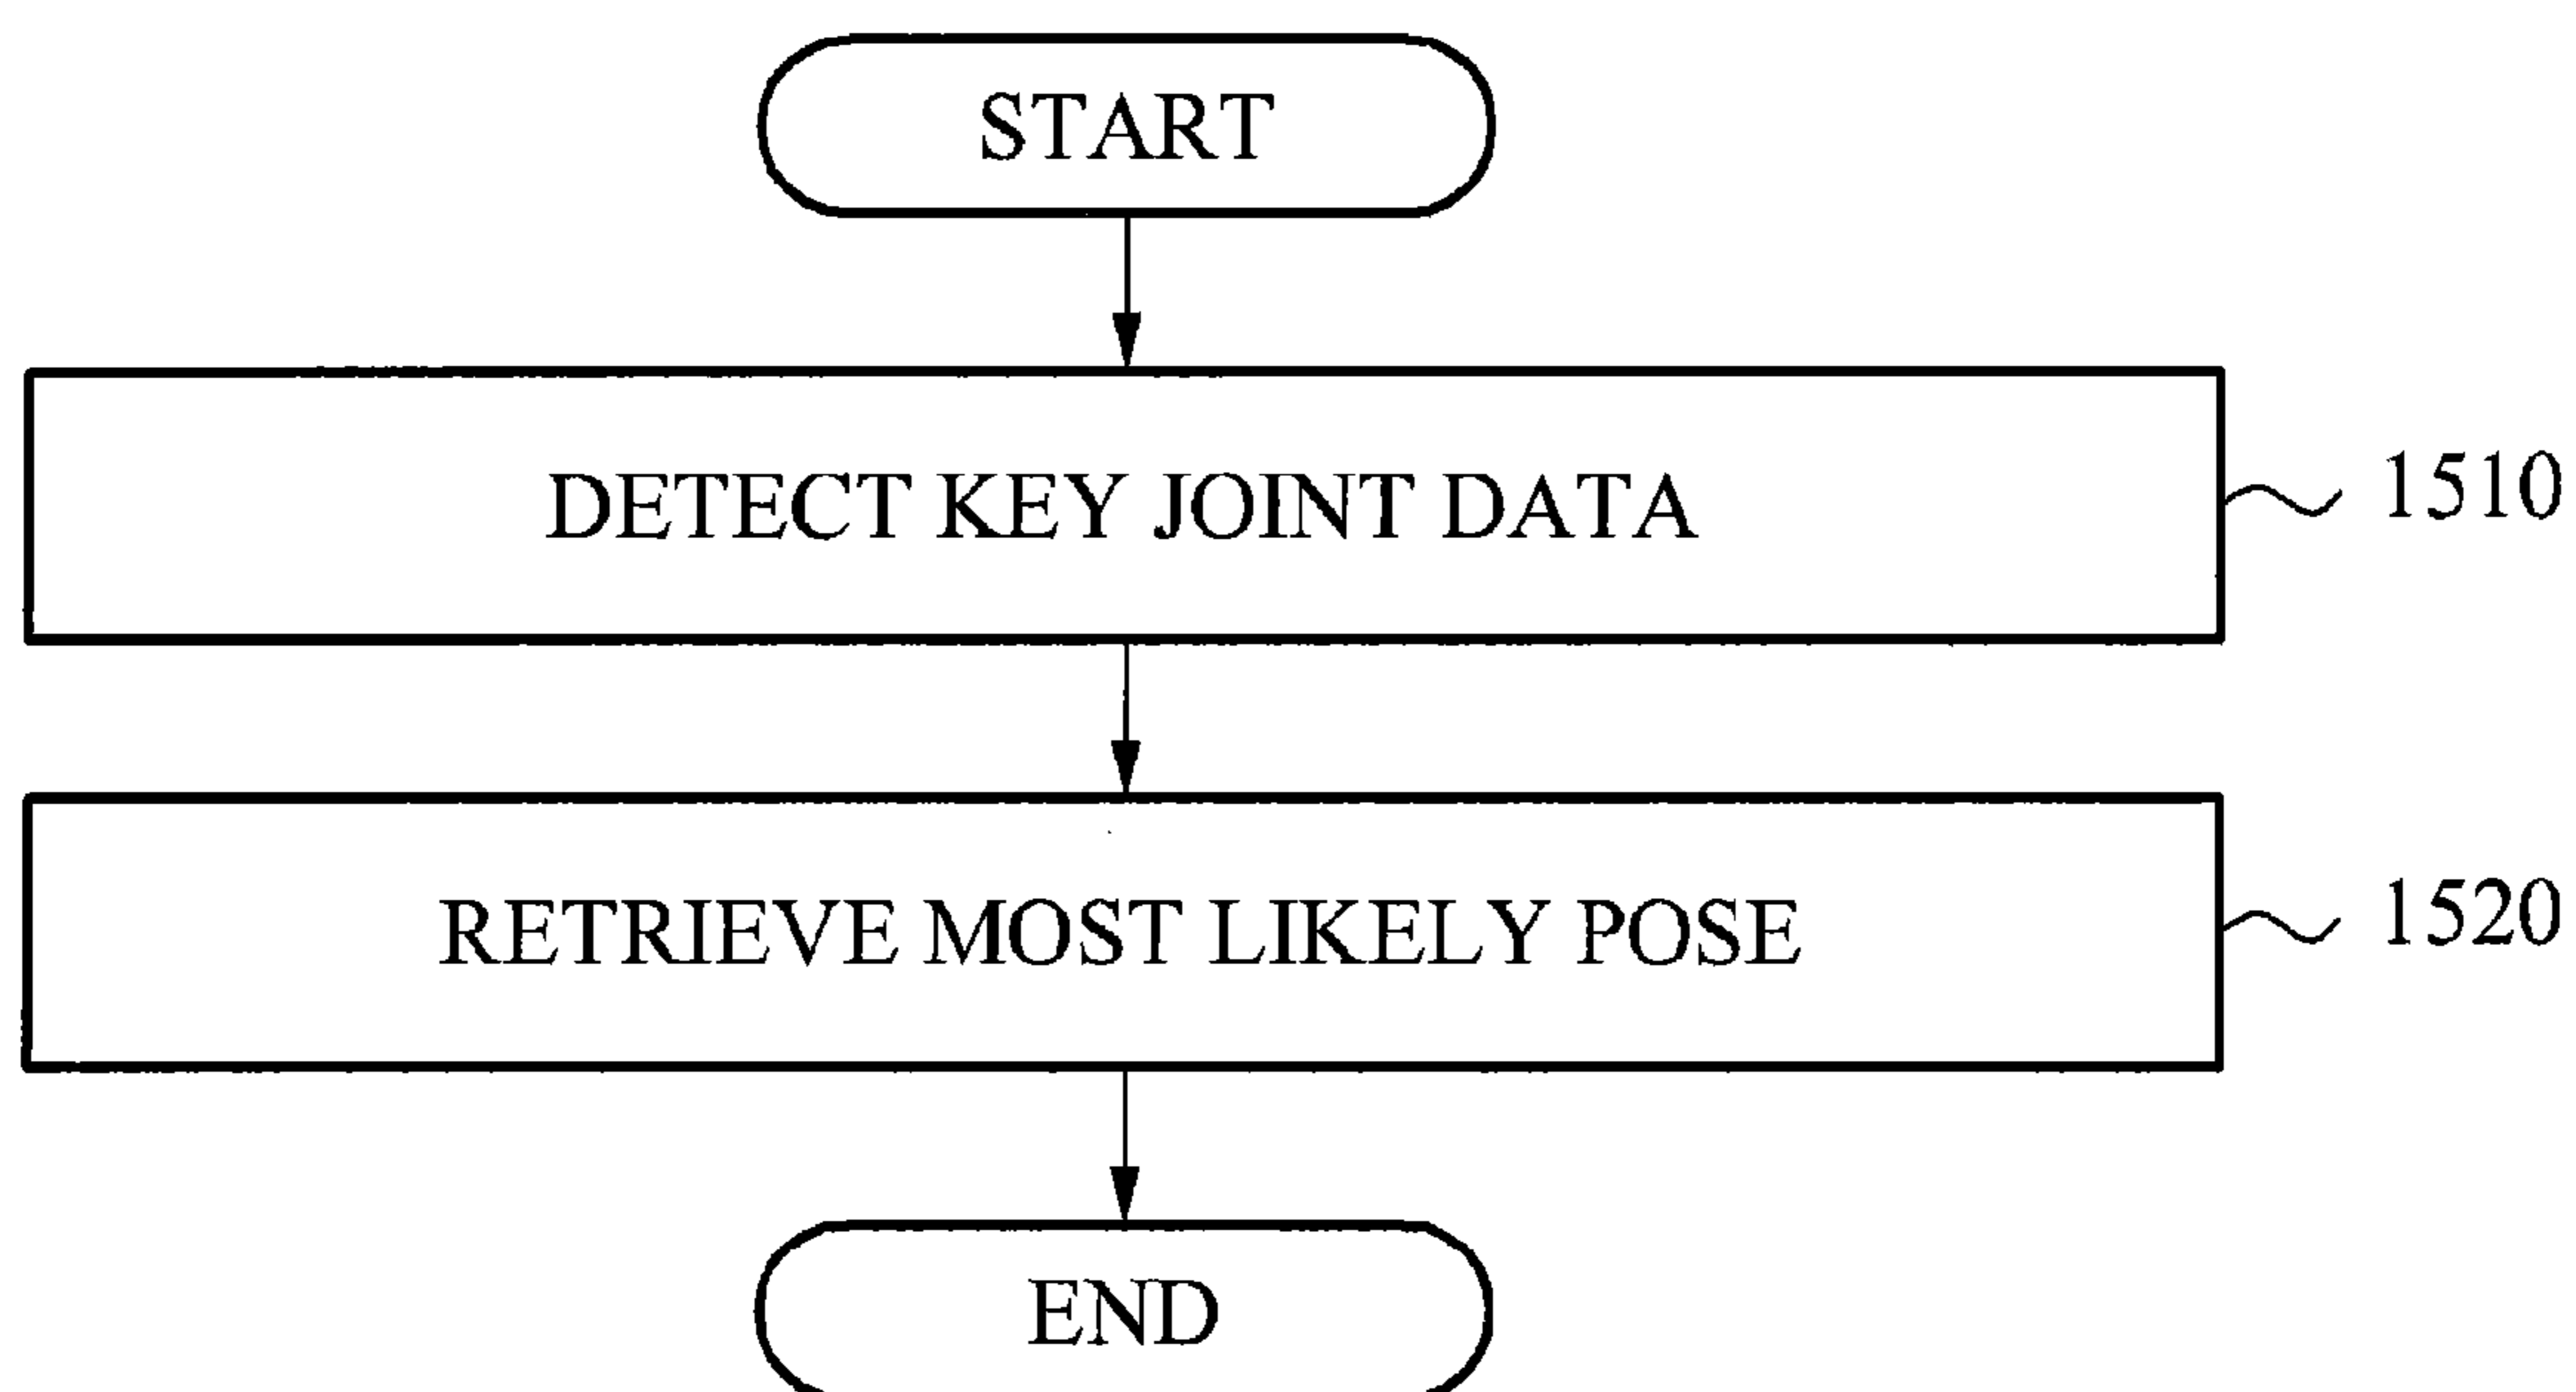 START
DETECT KEY JOINT DATA
1510
RETRIEVE MOST LIKELY POSE
1520
END